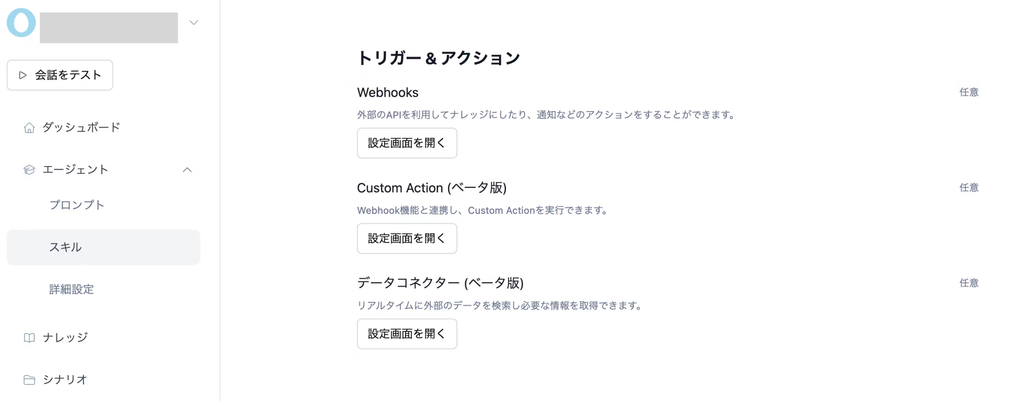 会話をテスト
ダッシュボード
エージェント
プロンプト
スキル
詳細設定
ナレッジ
シナリオ
トリガー & アクション
Webhooks 任意
外部のAPIを利用してナレッジにしたり、通知などのアクションをすることができます。
設定画面を開く
Custom Action (ベータ版) 任意
Webhook機能と連携し、Custom Actionを実行できます。
設定画面を開く
データコネクター (ベータ版) 任意
リアルタイムに外部のデータを検索し必要な情報を取得できます。
設定画面を開く